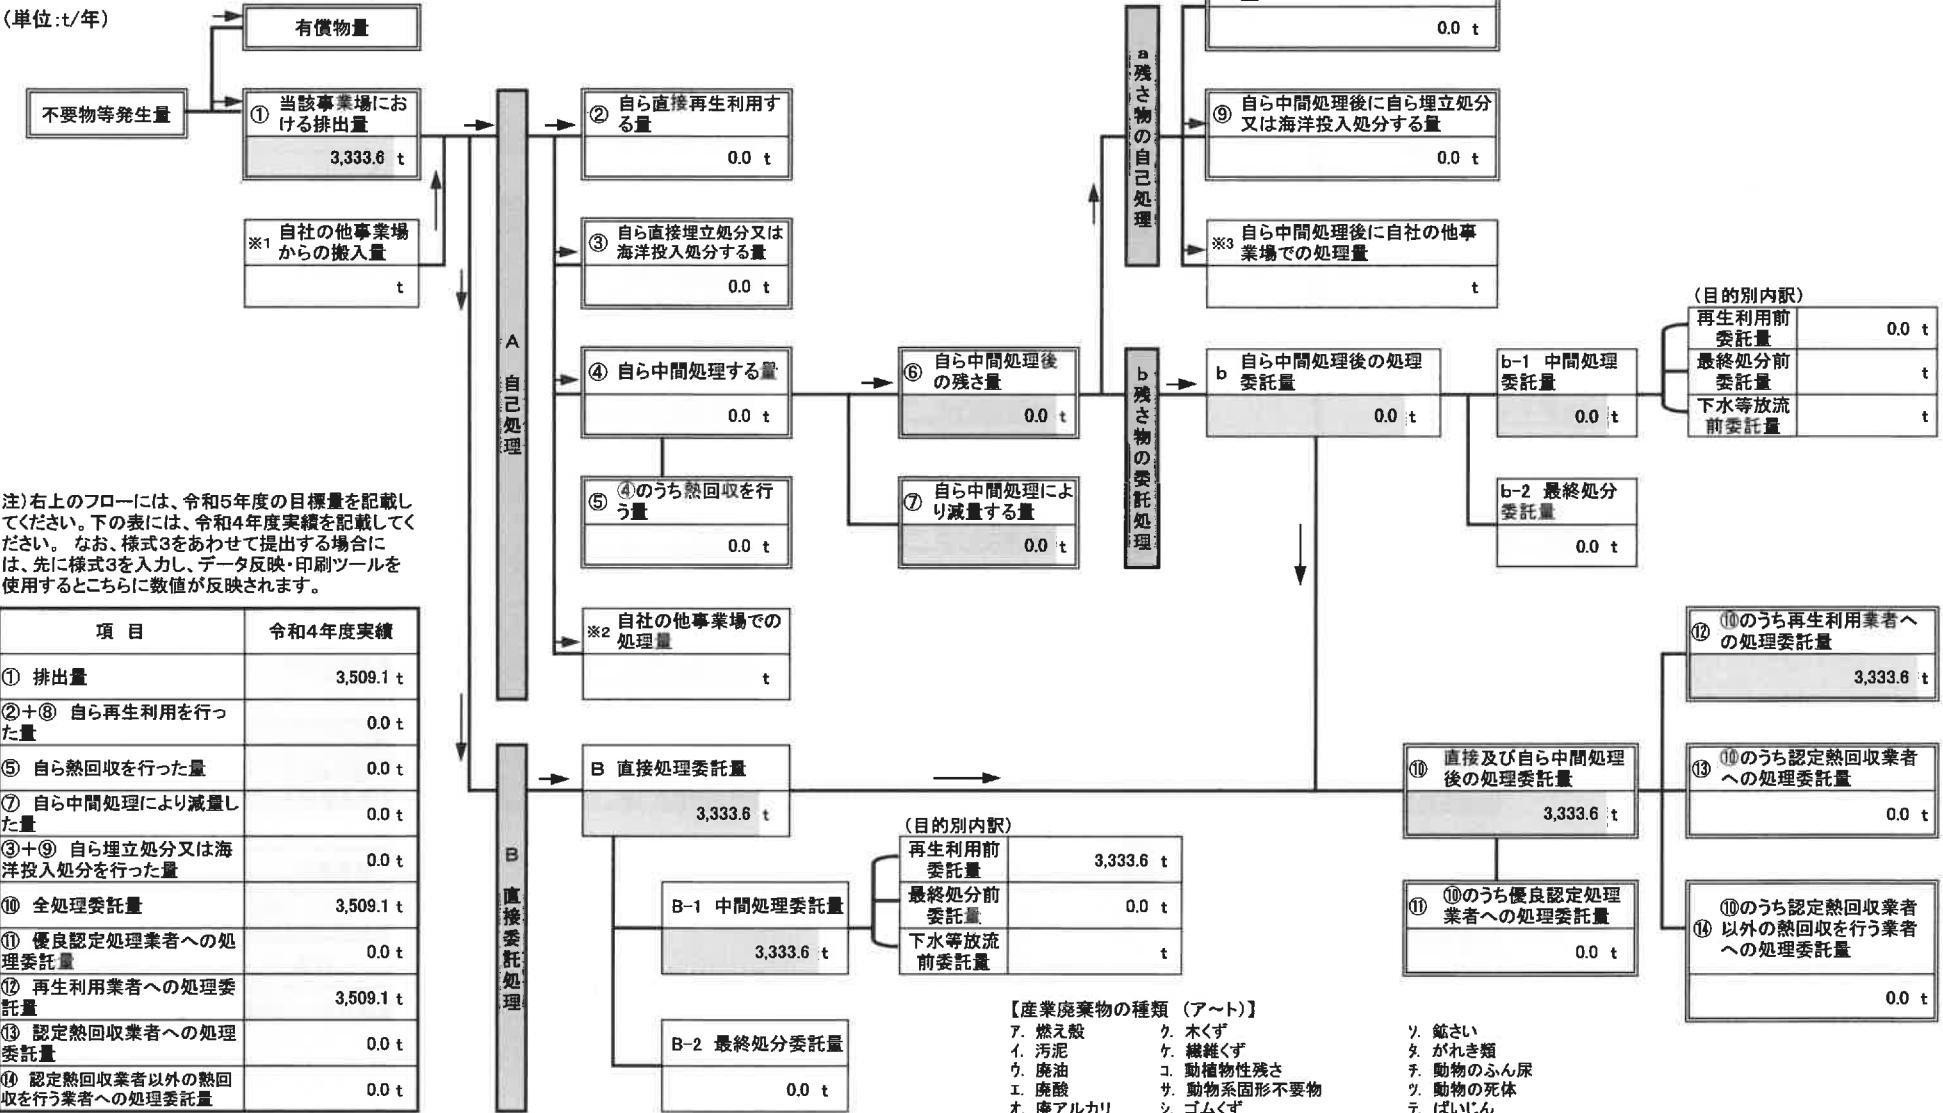 (単位:t/年)
有償物量
不要物等発生量
① 当該事業場にお
ける排出量
3,333.6 t
※1 自社の他事業場
からの搬入量
t
A 自己処理
② 自ら直接再生利用す
る量
0.0 t
③ 自ら直接埋立処分又は
海洋投入処分する量
0.0 t
④ 自ら中間処理する量
0.0 t
⑤ ④のうち熱回収を行
う量
0.0 t
※2 自社の他事業場での
処理量
t
⑥ 自ら中間処理後
の残さ量
0.0 t
⑦ 自ら中間処理によ
り減量する量
0.0 t
a 残さ物の自己処理
0.0 t
⑨ 自ら中間処理後に自ら埋立処分
又は海洋投入処分する量
0.0 t
※3 自ら中間処理後に自社の他事
業場での処理量
t
b 残さ物の委託処理
b 自ら中間処理後の処理
委託量
0.0 t
b-1 中間処理
委託量
0.0 t
b-2 最終処分
委託量
0.0 t
(目的別内訳)
再生利用前
委託量
0.0 t
最終処分前
委託量
t
下水等放流
前委託量
t
注)右上のフローには、令和5年度の目標量を記載し
てください。下の表には、令和4年度実績を記載してく
ださい。 なお、様式3をあわせて提出する場合に
は、先に様式3を入力し、データ反映・印刷ツールを
使用するとこちらに数値が反映されます。
項 目 令和4年度実績
① 排出量 3,509.1 t
②+⑧ 自ら再生利用を行っ
た量 0.0 t
⑤ 自ら熱回収を行った量 0.0 t
⑦ 自ら中間処理により減量し
た量 0.0 t
③+⑨ 自ら埋立処分又は海
洋投入処分を行った量 0.0 t
⑩ 全処理委託量 3,509.1 t
⑪ 優良認定処理業者への処
理委託量 0.0 t
⑫ 再生利用業者への処理委
託量 3,509.1 t
⑬ 認定熱回収業者への処理
委託量 0.0 t
⑭ 認定熱回収業者以外の熱回
収を行う業者への処理委託量 0.0 t
B 直接委託処理
B 直接処理委託量
3,333.6 t
B-1 中間処理委託量
3,333.6 t
B-2 最終処分委託量
0.0 t
(目的別内訳)
再生利用前
委託量
3,333.6 t
最終処分前
委託量
0.0 t
下水等放流
前委託量
t
⑩ 直接及び自ら中間処理
後の処理委託量
3,333.6 t
⑪ ⑩のうち優良認定処理
業者への処理委託量
0.0 t
⑫ ⑩のうち再生利用業者へ
の処理委託量
3,333.6 t
⑬ ⑩のうち認定熱回収業者
への処理委託量
0.0 t
⑭ ⑩のうち認定熱回収業者
以外の熱回収を行う業者
への処理委託量
0.0 t
【産業廃棄物の種類 (ア~ト)】
ア. 燃え殻 ク. 木くず ソ. 鉱さい
イ. 汚泥 ケ. 繊維くず タ. がれき類
ウ. 廃油 コ. 動植物性残さ チ. 動物のふん尿
エ. 廃酸 サ. 動物系固形不要物 ツ. 動物の死体
オ. 廃アルカリ シ. ゴムくず テ. ばいじん